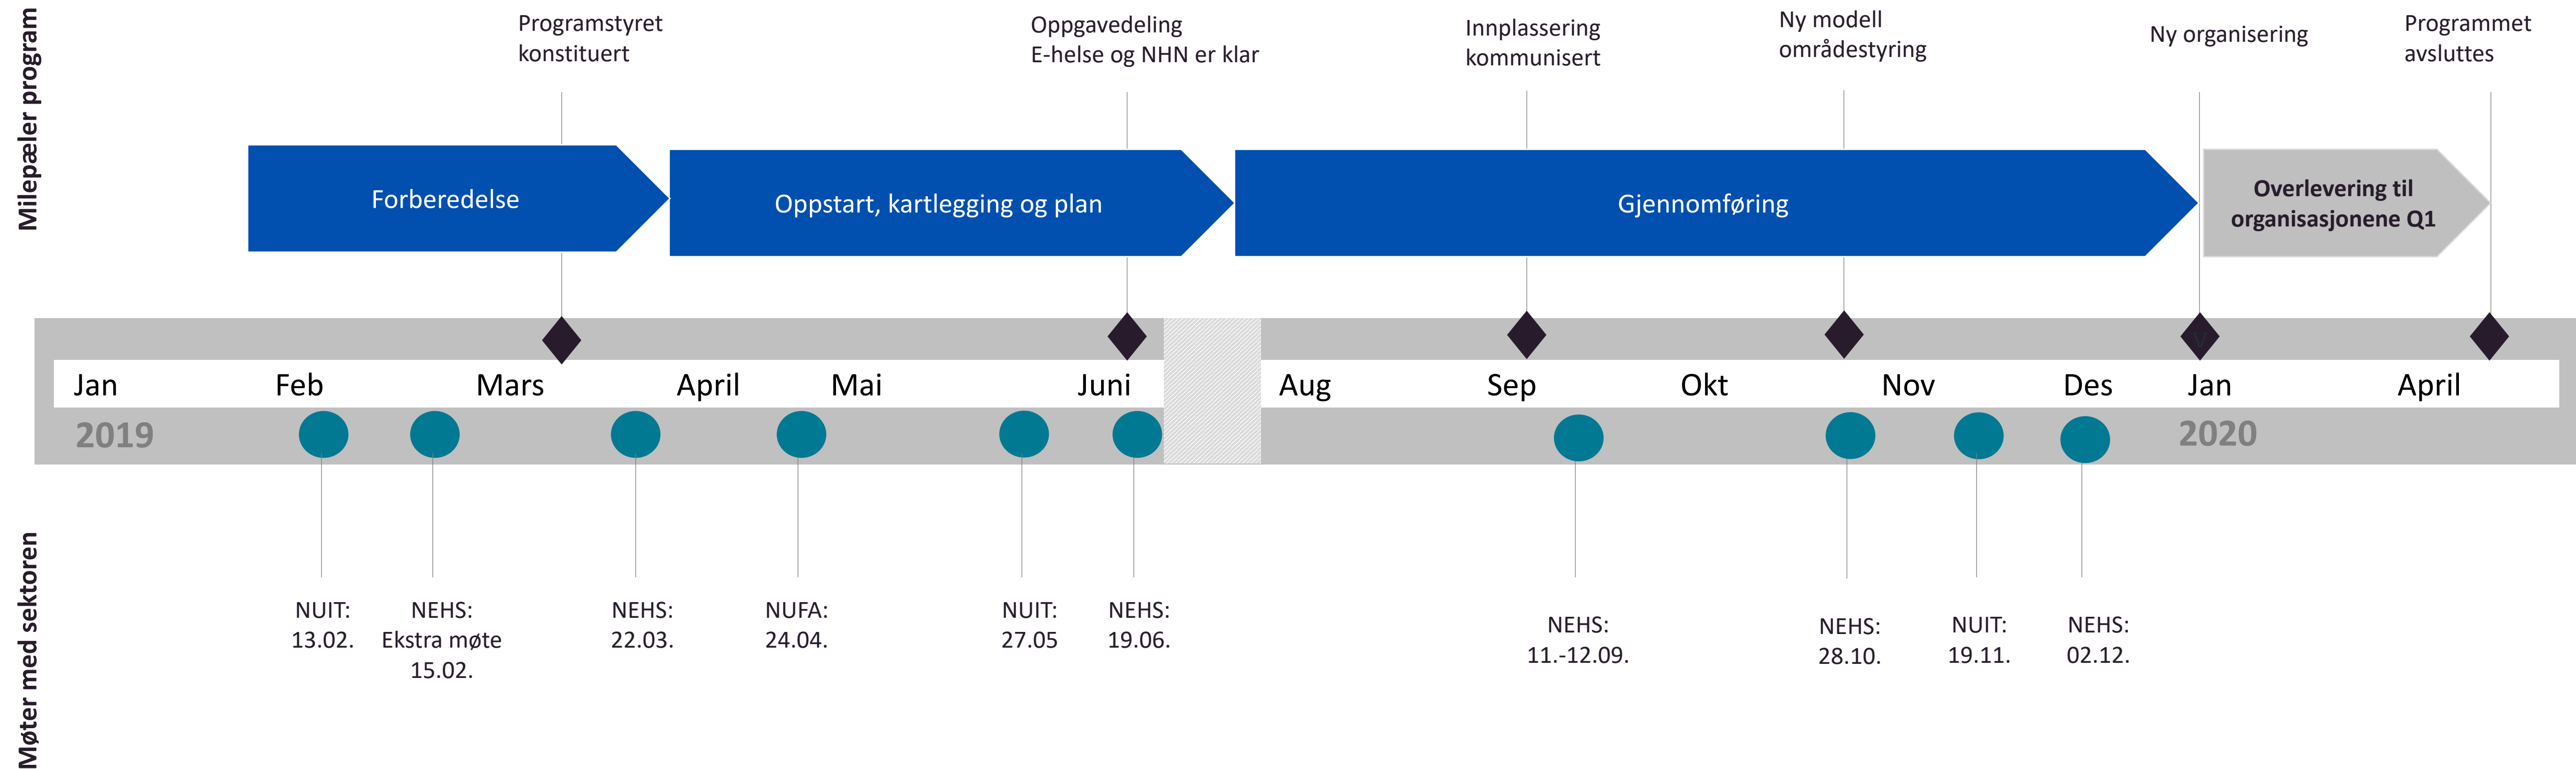 Milepæler program
Programstyret
konstituert
Oppgavedeling
E-helse og NHN er klar
Innplassering
kommunisert
Ny modell
områdestyring
Ny organisering
Programmet
avsluttes
Forberedelse
Oppstart, kartlegging og plan
Gjennomføring
Overlevering til
organisasjonene Q1
V
Jan Feb Mars April Mai Juni Aug Sep Okt Nov Des Jan April
2019 2020
Møter med sektoren
NUIT:
13.02.
NEHS:
Ekstra møte
15.02.
NEHS:
22.03.
NUFA:
24.04.
NUIT:
27.05
NEHS:
19.06.
NEHS:
11.-12.09.
NEHS:
28.10.
NUIT:
19.11.
NEHS:
02.12.